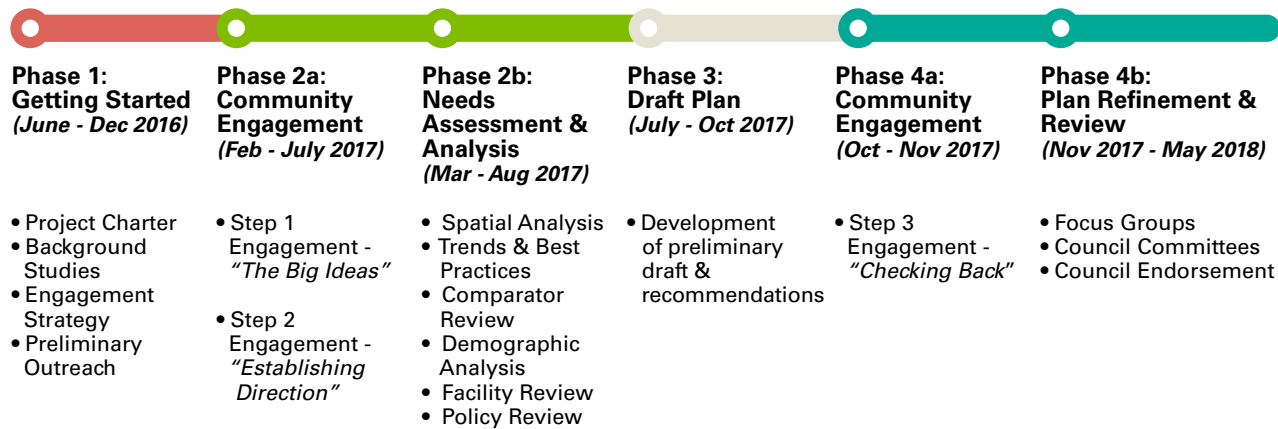 Phase 1:
Getting Started
(June - Dec 2016)
• Project Charter
• Background
Studies
• Engagement
Strategy
• Preliminary
Outreach
Phase 2a:
Community
Engagement
(Feb - July 2017)
• Step 1
Engagement -
“The Big Ideas”
• Step 2
Engagement -
“Establishing
Direction”
Phase 2b:
Needs
Assessment &
Analysis
(Mar - Aug 2017)
• Spatial Analysis
• Trends & Best
Practices
• Comparator
Review
• Demographic
Analysis
• Facility Review
• Policy Review
Phase 3:
Draft Plan
(July - Oct 2017)
• Development
of preliminary
draft &
recommendations
Phase 4a:
Community
Engagement
(Oct - Nov 2017)
• Step 3
Engagement -
“Checking Back”
Phase 4b:
Plan Refinement &
Review
(Nov 2017 - May 2018)
• Focus Groups
• Council Committees
• Council Endorsement